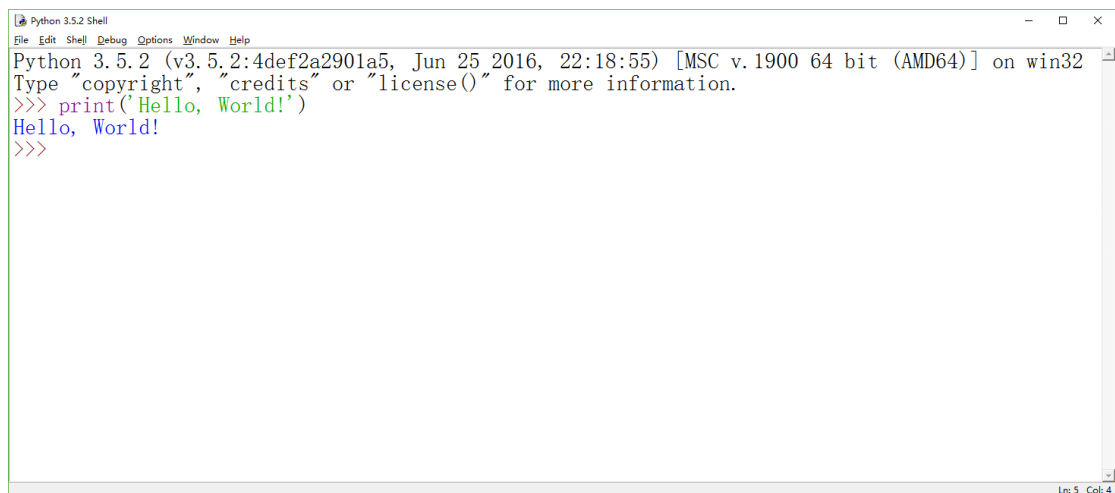 Python 3.5.2 Shell
File Edit Shell Debug Options Window Help
Python 3.5.2 (v3.5.2:4def2a2901a5, Jun 25 2016, 22:18:55) [MSC v.1900 64 bit (AMD64)] on win32
Type "copyright", "credits" or "license()" for more information.
>>> print('Hello, World!')
Hello, World!
>>>
Ln: 5 Col: 4